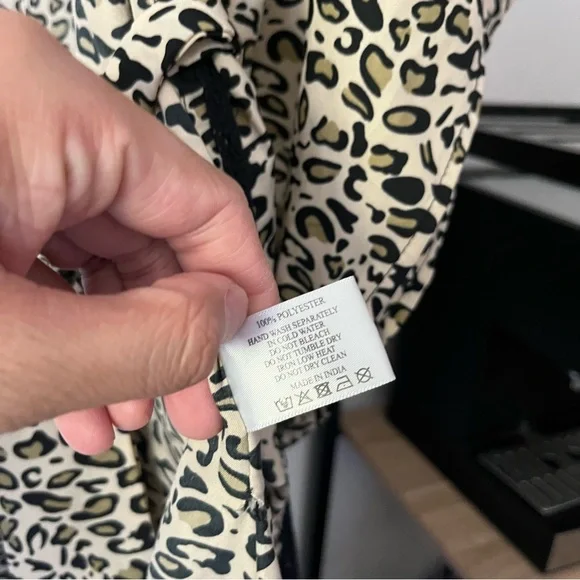 100% POLYESTER
HAND WASH SEPARATELY
IN COLD WATER
DO NOT BLEACH
DO NOT TUMBLE DRY
IRON LOW HEAT
DO NOT DRY CLEAN
MADE IN INDIA